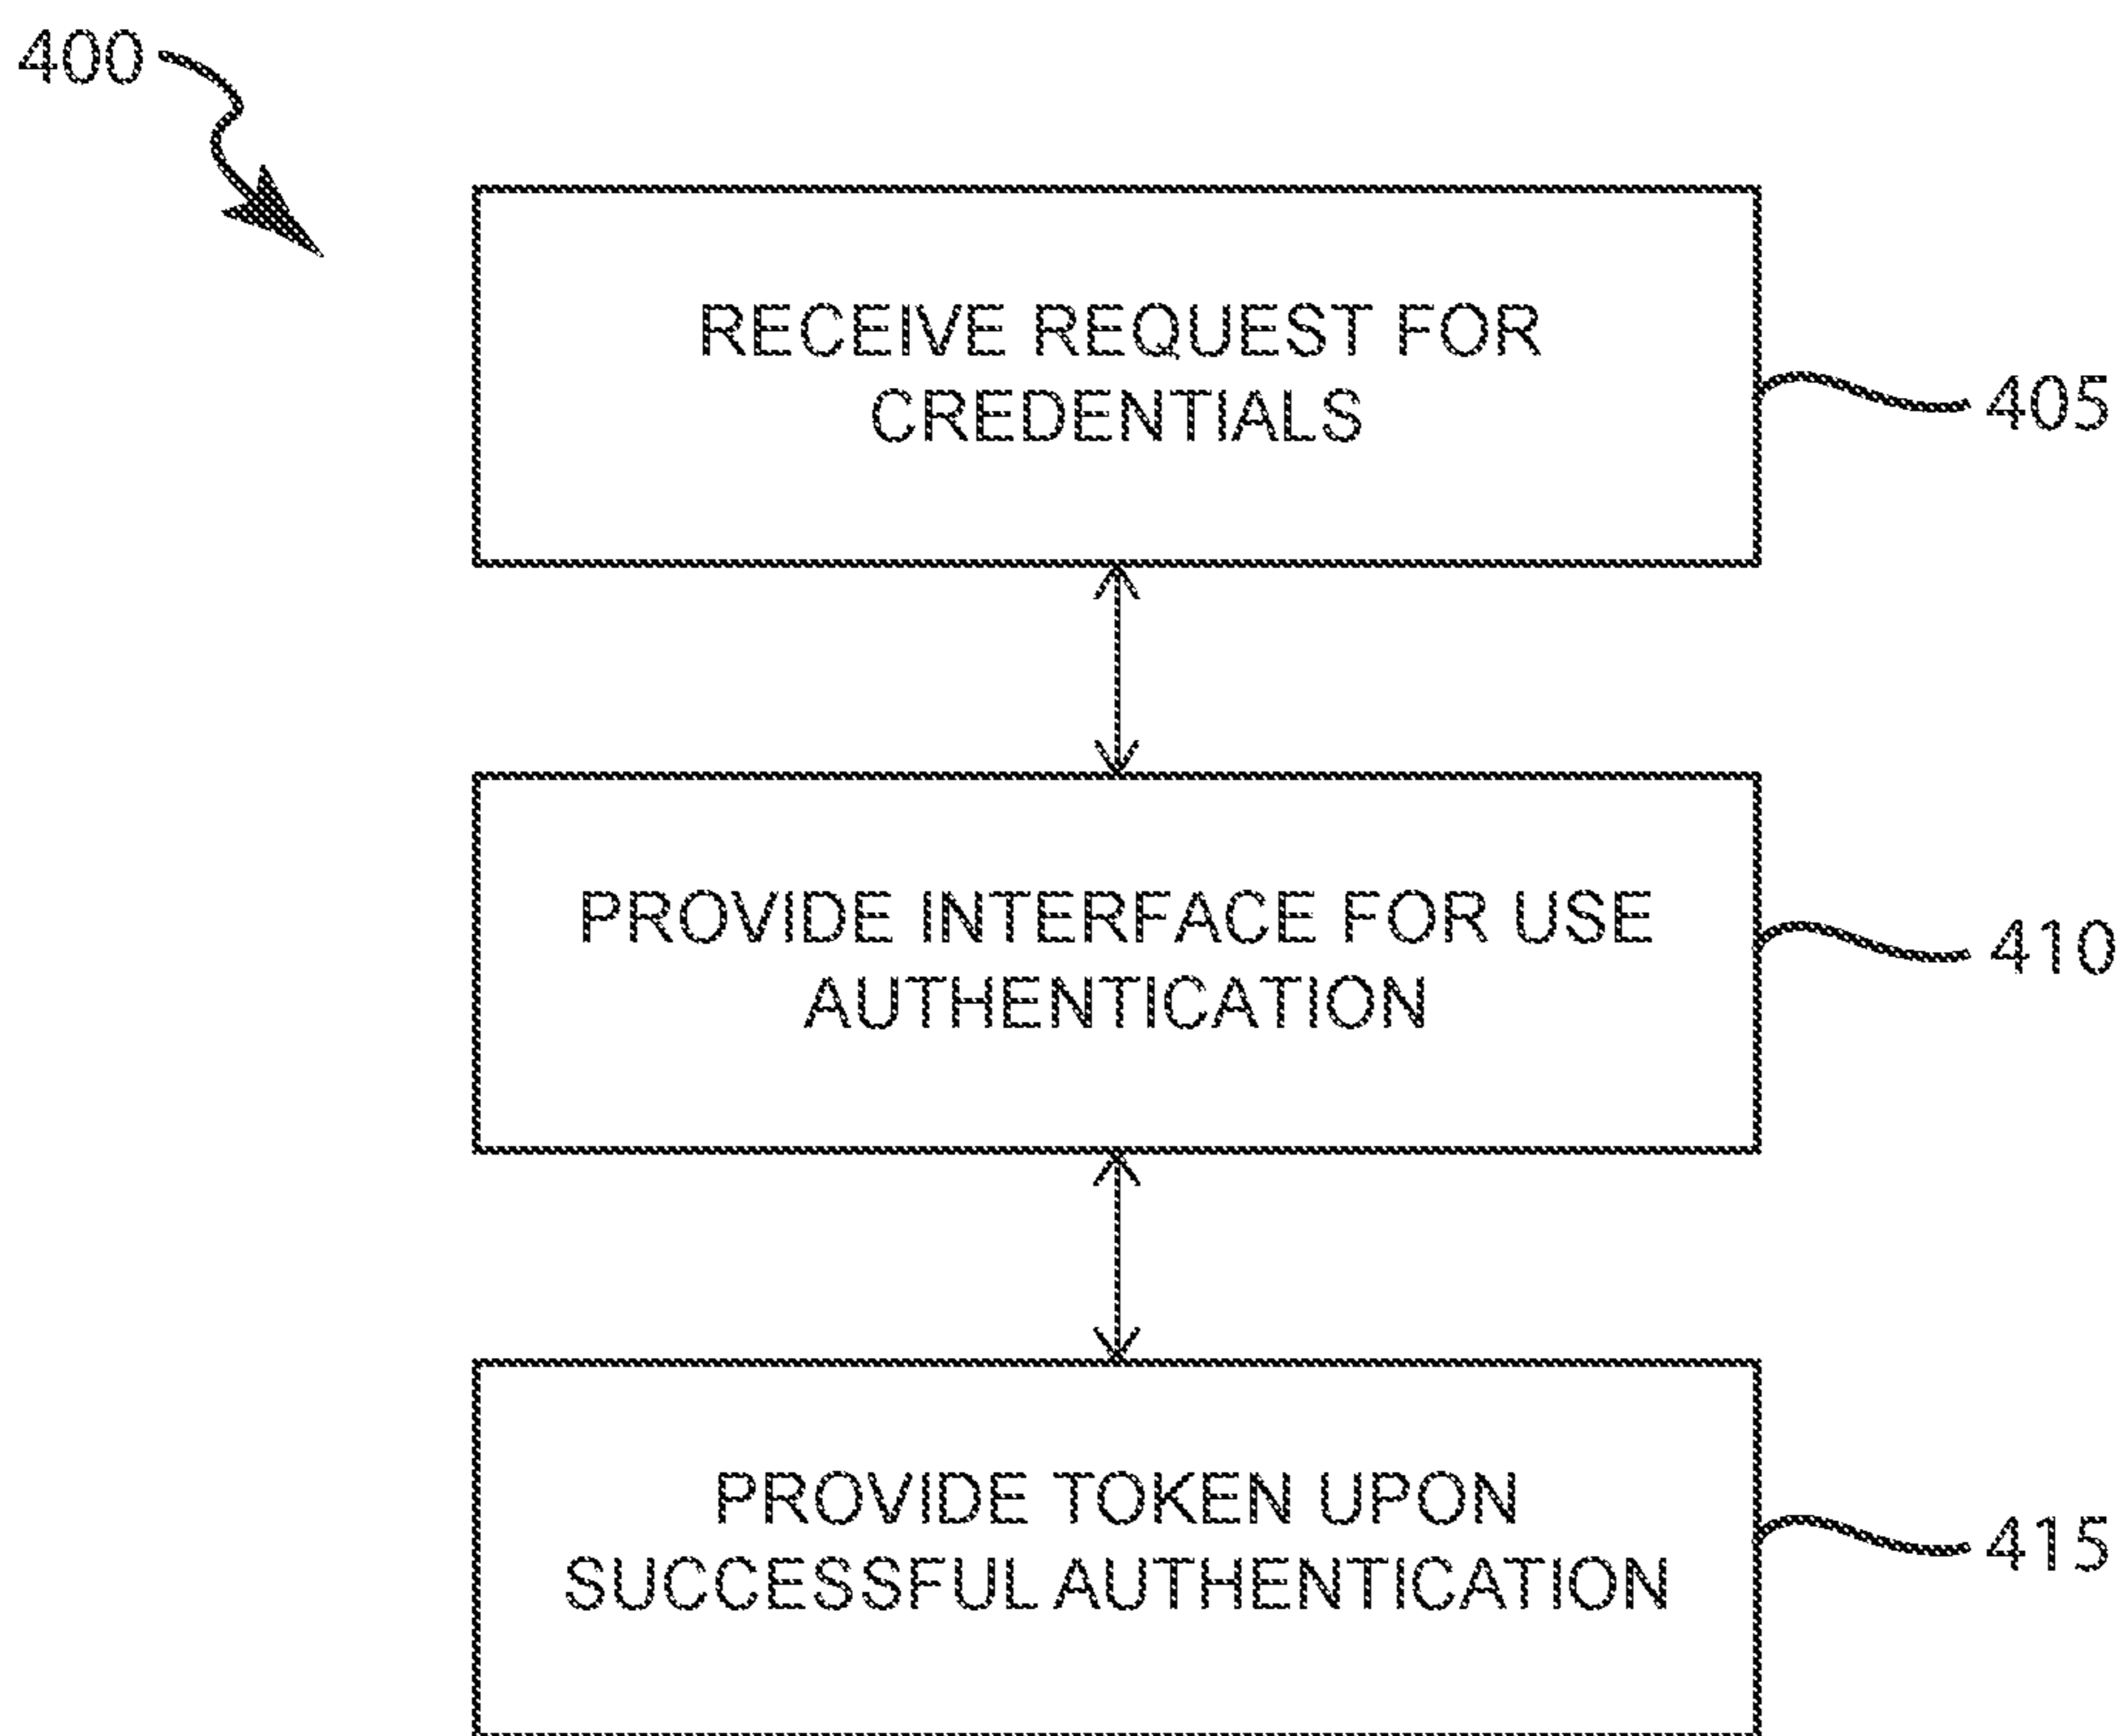 400
RECEIVE REQUEST FOR
CREDENTIALS
405
PROVIDE INTERFACE FOR USE
AUTHENTICATION
410
PROVIDE TOKEN UPON
SUCCESSFUL AUTHENTICATION
415